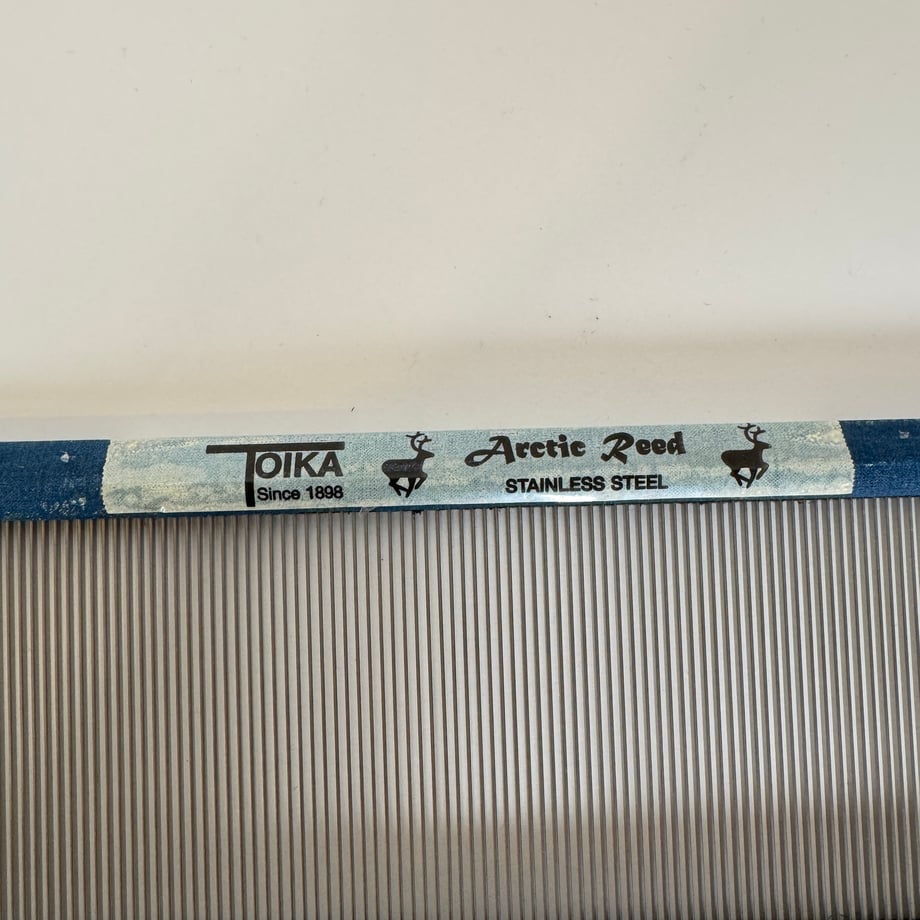 TOIKA
Since 1898
Arctic Reed
STAINLESS STEEL